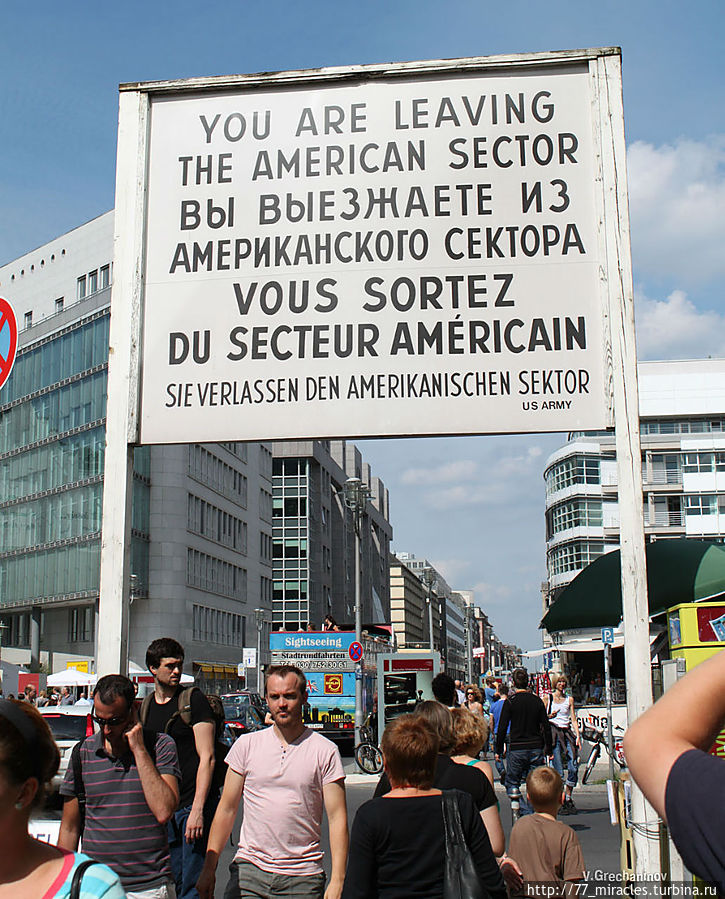 YOU ARE LEAVING
THE AMERICAN SECTOR
ВЫ ВЫЕЗЖАЕТЕ ИЗ
АМЕРИКАНСКОГО СЕКТОРА
VOUS SORTEZ
DU SECTEUR AMÉRICAIN
SIE VERLASSEN DEN AMERIKANISCHEN SEKTOR
US ARMY
Sightseeing
Stadtrundfahrten
V.Grechaninov
http://77_miracles.turbina.ru